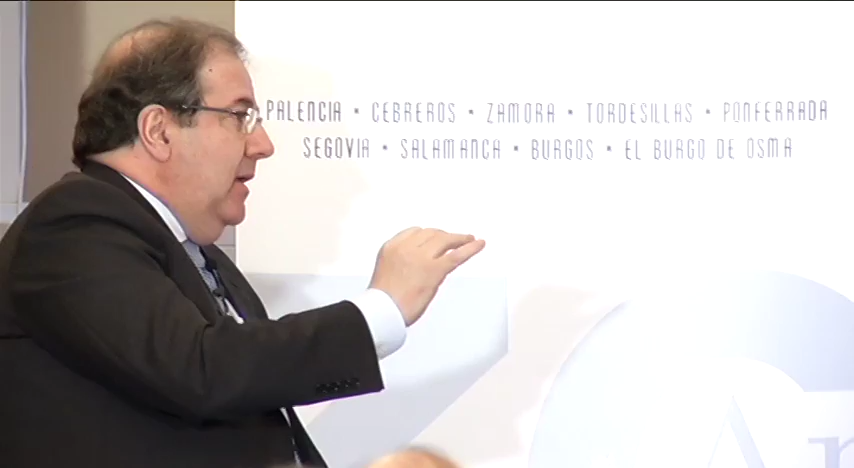 PALENCIA • CEBREROS • ZAMORA • TORDESILLAS • PONFERRADA
SEGOVIA • SALAMANCA • BURGOS • EL BURGO DE OSMA